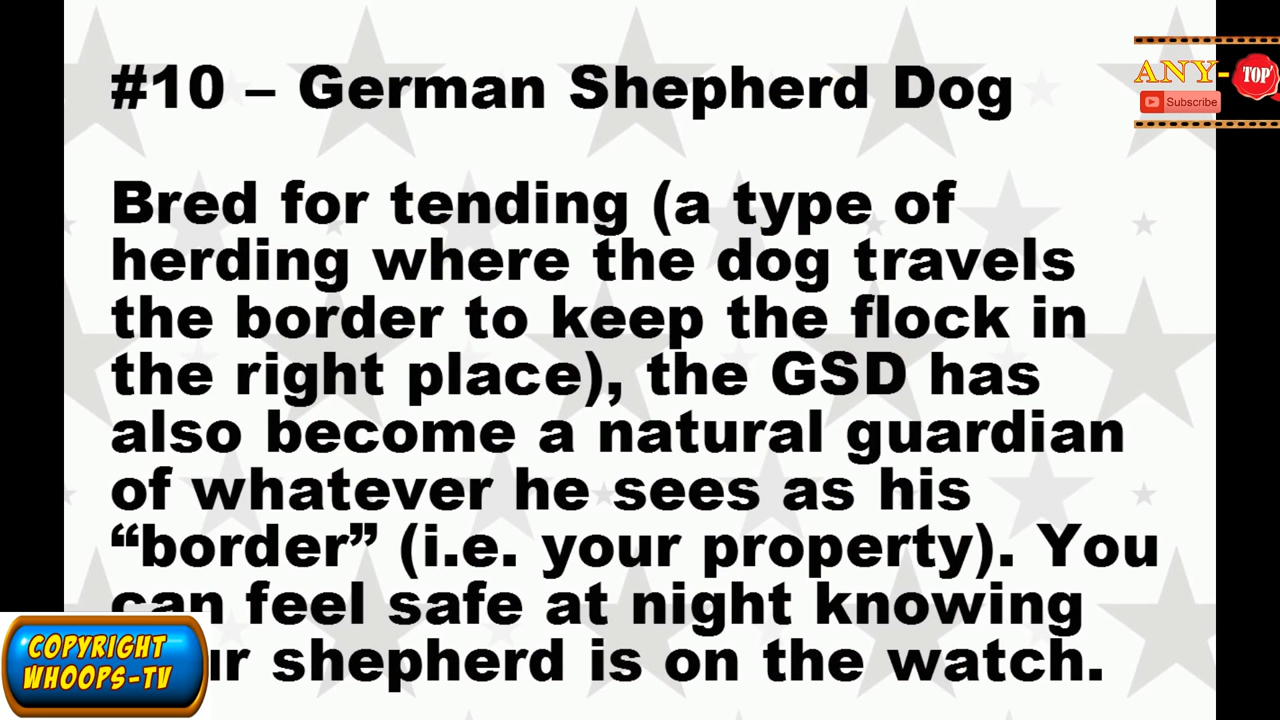 #10 – German Shepherd Dog
ANY-
TOP
Subscribe
Bred for tending (a type of
herding where the dog travels
the border to keep the flock in
the right place), the GSD has
also become a natural guardian
of whatever he sees as his
“border” (i.e. your property). You
can feel safe at night knowing
shepherd is on the watch.
COPYRIGHT
WHOOPS-TV